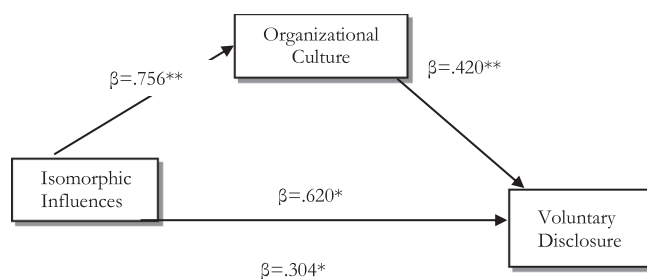 Organizational
Culture
β=.756**
β=.420**
Isomorphic
Influences
β=.620*
Voluntary
Disclosure
β=.304*